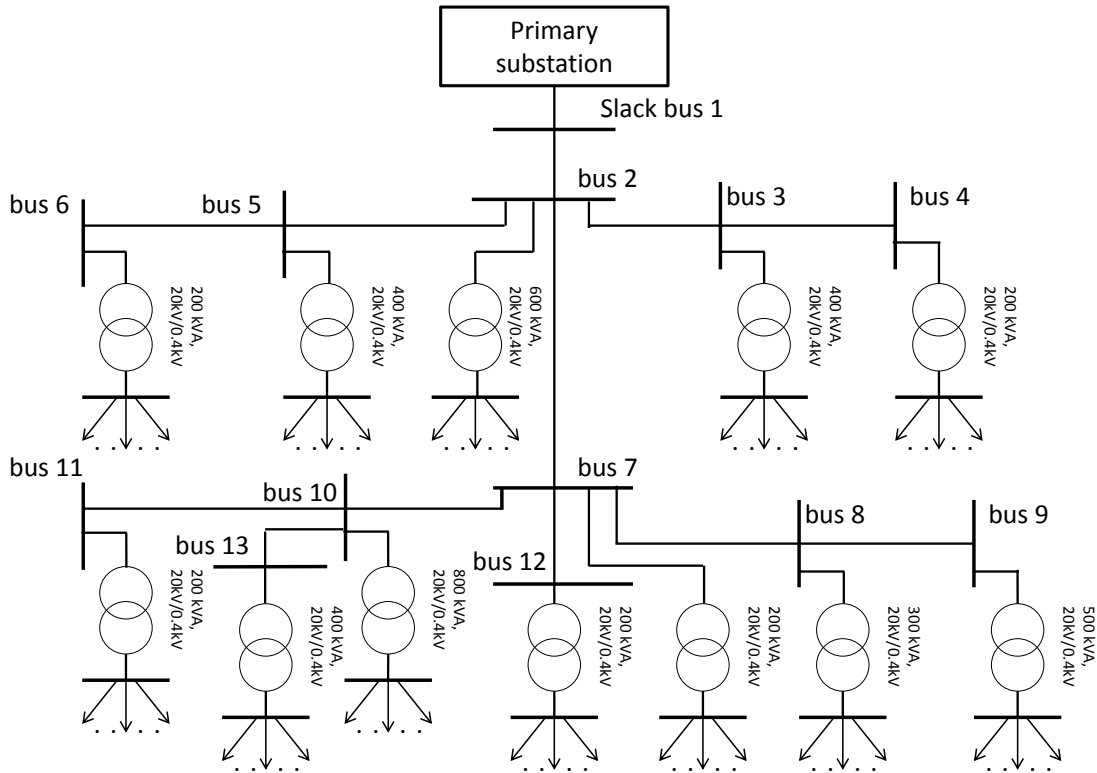 Primary
substation
Slack bus 1
bus 2
bus 6
bus 5
bus 3
bus 4
200 kVA,
20kV/0.4kV
400 kVA,
20kV/0.4kV
600 kVA,
20kV/0.4kV
400 kVA,
20kV/0.4kV
200 kVA,
20kV/0.4kV
bus 11
bus 10
bus 7
bus 8
bus 9
bus 13
bus 12
200 kVA,
20kV/0.4kV
400 kVA,
20kV/0.4kV
800 kVA,
20kV/0.4kV
200 kVA,
20kV/0.4kV
200 kVA,
20kV/0.4kV
300 kVA,
20kV/0.4kV
500 kVA,
20kV/0.4kV